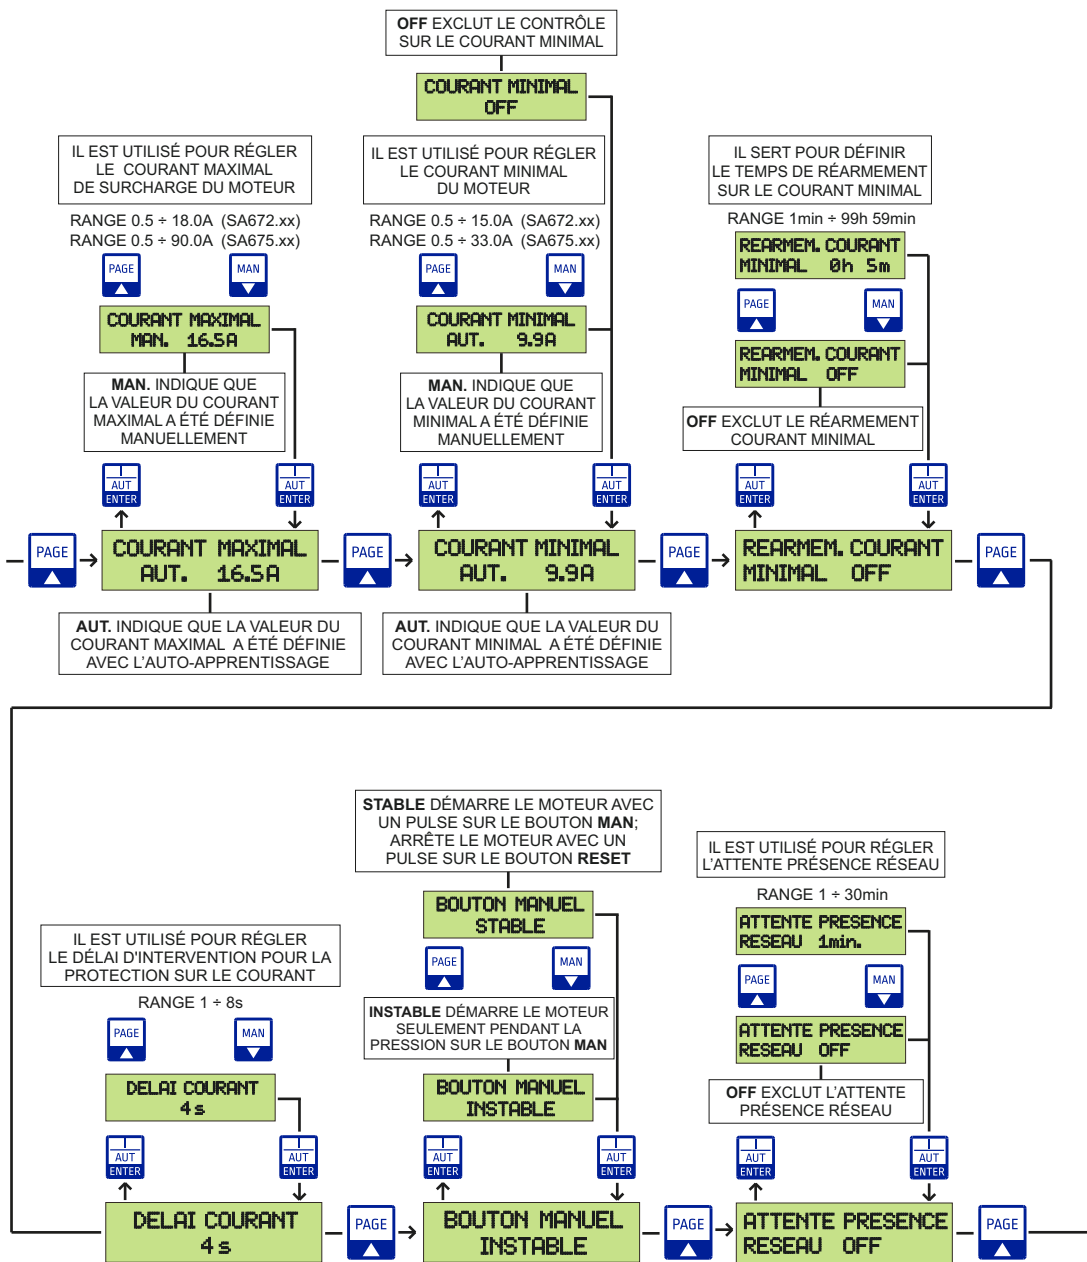 OFF EXCLUT LE CONTRÔLE
SUR LE COURANT MINIMAL
COURANT MINIMAL
OFF
IL EST UTILISÉ POUR RÉGLER
LE COURANT MAXIMAL
DE SURCHARGE DU MOTEUR
RANGE 0.5 ÷ 18.0A (SA672.xx)
RANGE 0.5 ÷ 90.0A (SA675.xx)
PAGE
MAN
COURANT MAXIMAL
MAN. 16.5A
MAN. INDIQUE QUE
LA VALEUR DU COURANT
MAXIMAL A ÉTÉ DÉFINIE
MANUELLEMENT
AUT
ENTER
AUT
ENTER
IL EST UTILISÉ POUR RÉGLER
LE COURANT MINIMAL
DU MOTEUR
RANGE 0.5 ÷ 15.0A (SA672.xx)
RANGE 0.5 ÷ 33.0A (SA675.xx)
PAGE
MAN
COURANT MINIMAL
AUT. 9.9A
MAN. INDIQUE QUE
LA VALEUR DU COURANT
MINIMAL A ÉTÉ DÉFINIE
MANUELLEMENT
AUT
ENTER
AUT
ENTER
IL SERT POUR DÉFINIR
LE TEMPS DE RÉARMEMENT
SUR LE COURANT MINIMAL
RANGE 1min ÷ 99h 59min
REARMEM. COURANT
MINIMAL 0h 5m
PAGE
MAN
REARMEM. COURANT
MINIMAL OFF
OFF EXCLUT LE RÉARMEMENT
COURANT MINIMAL
AUT
ENTER
AUT
ENTER
PAGE
COURANT MAXIMAL
AUT. 16.5A
PAGE
COURANT MINIMAL
AUT. 9.9A
PAGE
REARMEM. COURANT
MINIMAL OFF
PAGE
AUT. INDIQUE QUE LA VALEUR DU
COURANT MAXIMAL A ÉTÉ DÉFINIE
AVEC L'AUTO-APPRENTISSAGE
AUT. INDIQUE QUE LA VALEUR DU
COURANT MINIMAL A ÉTÉ DÉFINIE
AVEC L'AUTO-APPRENTISSAGE
IL EST UTILISÉ POUR RÉGLER
LE DÉLAI D'INTERVENTION POUR LA
PROTECTION SUR LE COURANT
RANGE 1 ÷ 8s
PAGE
MAN
DELAI COURANT
4s
AUT
ENTER
AUT
ENTER
STABLE DÉMARRE LE MOTEUR AVEC
UN PULSE SUR LE BOUTON MAN;
ARRÊTE LE MOTEUR AVEC UN
PULSE SUR LE BOUTON RESET
BOUTON MANUEL
STABLE
PAGE
MAN
INSTABLE DÉMARRE LE MOTEUR
SEULEMENT PENDANT LA
PRESSION SUR LE BOUTON MAN
BOUTON MANUEL
INSTABLE
AUT
ENTER
AUT
ENTER
IL EST UTILISÉ POUR RÉGLER
L'ATTENTE PRÉSENCE RÉSEAU
RANGE 1 ÷ 30min
ATTENTE PRESENCE
RESEAU 1min.
PAGE
MAN
ATTENTE PRESENCE
RESEAU OFF
OFF EXCLUT L'ATTENTE
PRÉSENCE RÉSEAU
AUT
ENTER
AUT
ENTER
DELAI COURANT
4s
PAGE
BOUTON MANUEL
INSTABLE
PAGE
ATTENTE PRESENCE
RESEAU OFF
PAGE